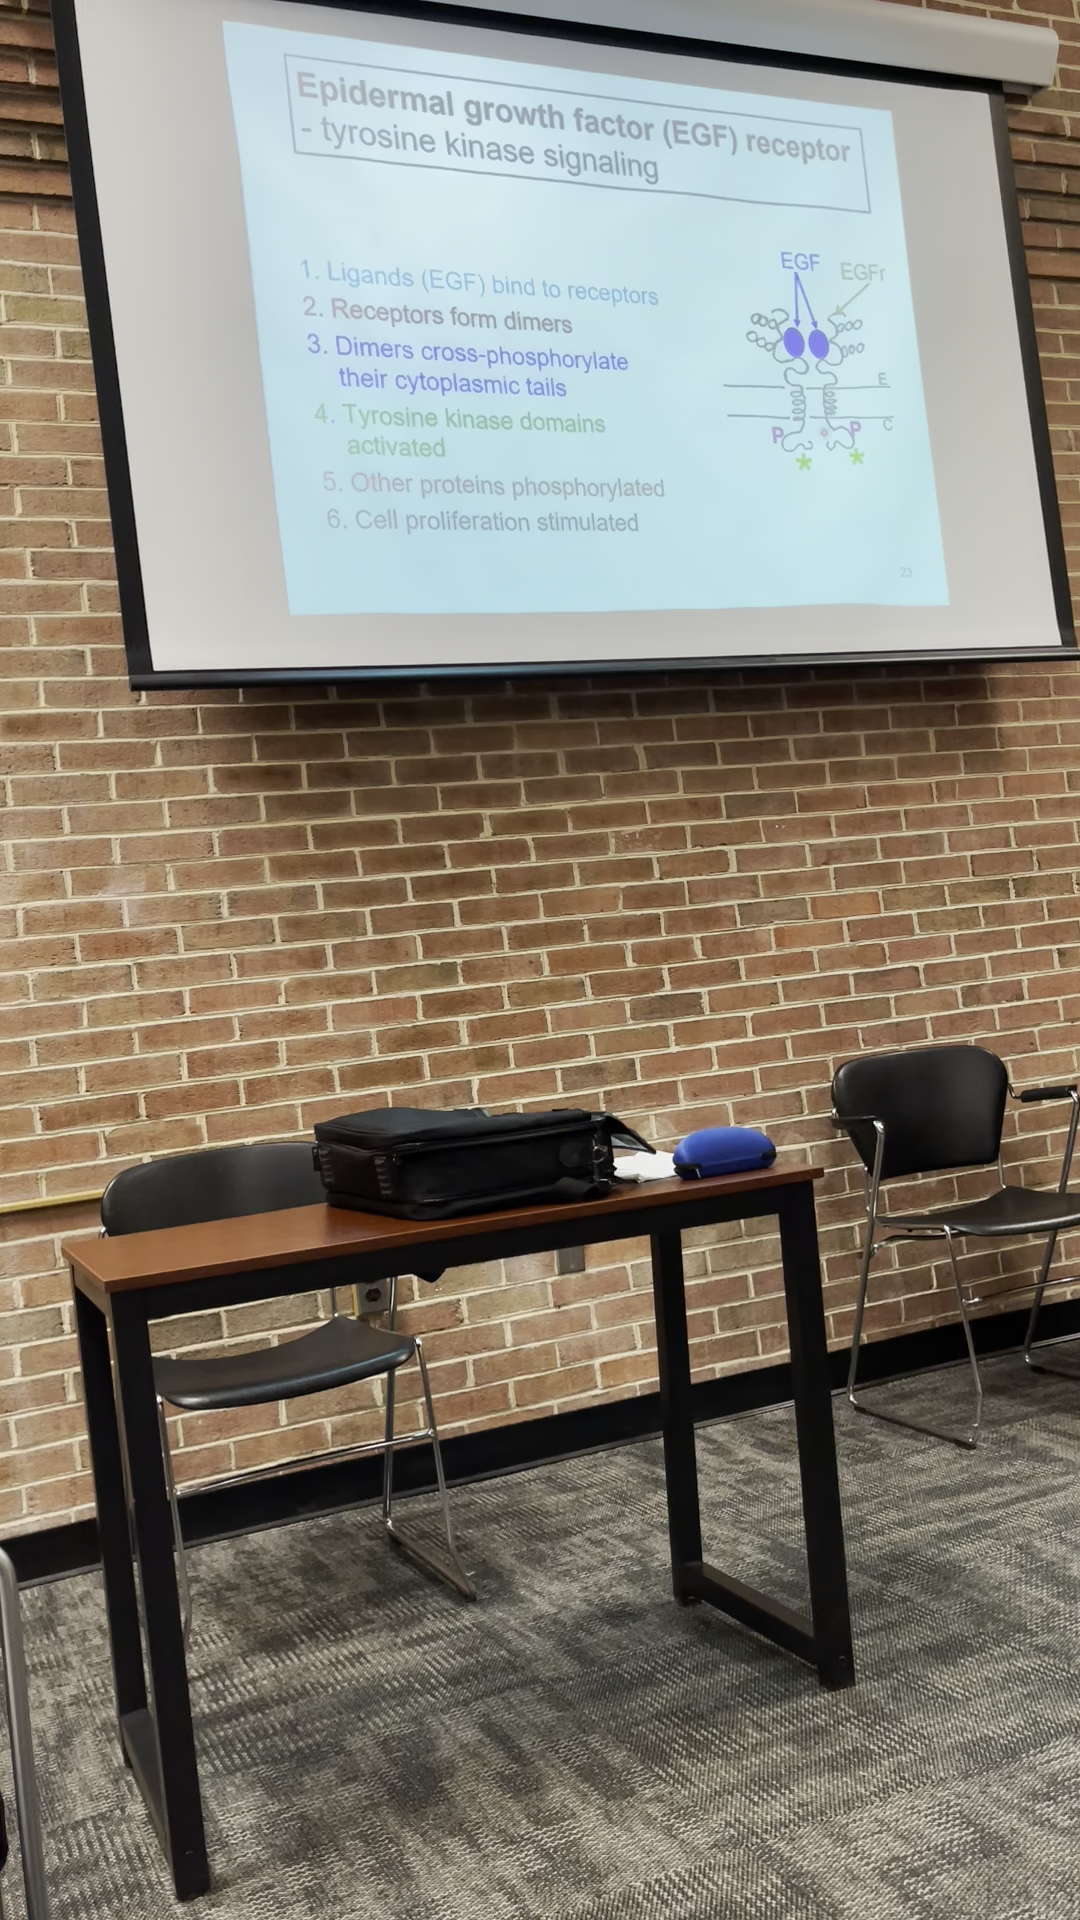 Epidermal growth factor (EGF) receptor
- tyrosine kinase signaling
1. Ligands (EGF) bind to receptors
2. Receptors form dimers
3. Dimers cross-phosphorylate
their cytoplasmic tails
4. Tyrosine kinase domains
activated
5. Other proteins phosphorylated
6. Cell proliferation stimulated
EGF
EGFr
E
C
P
P
*
*
23